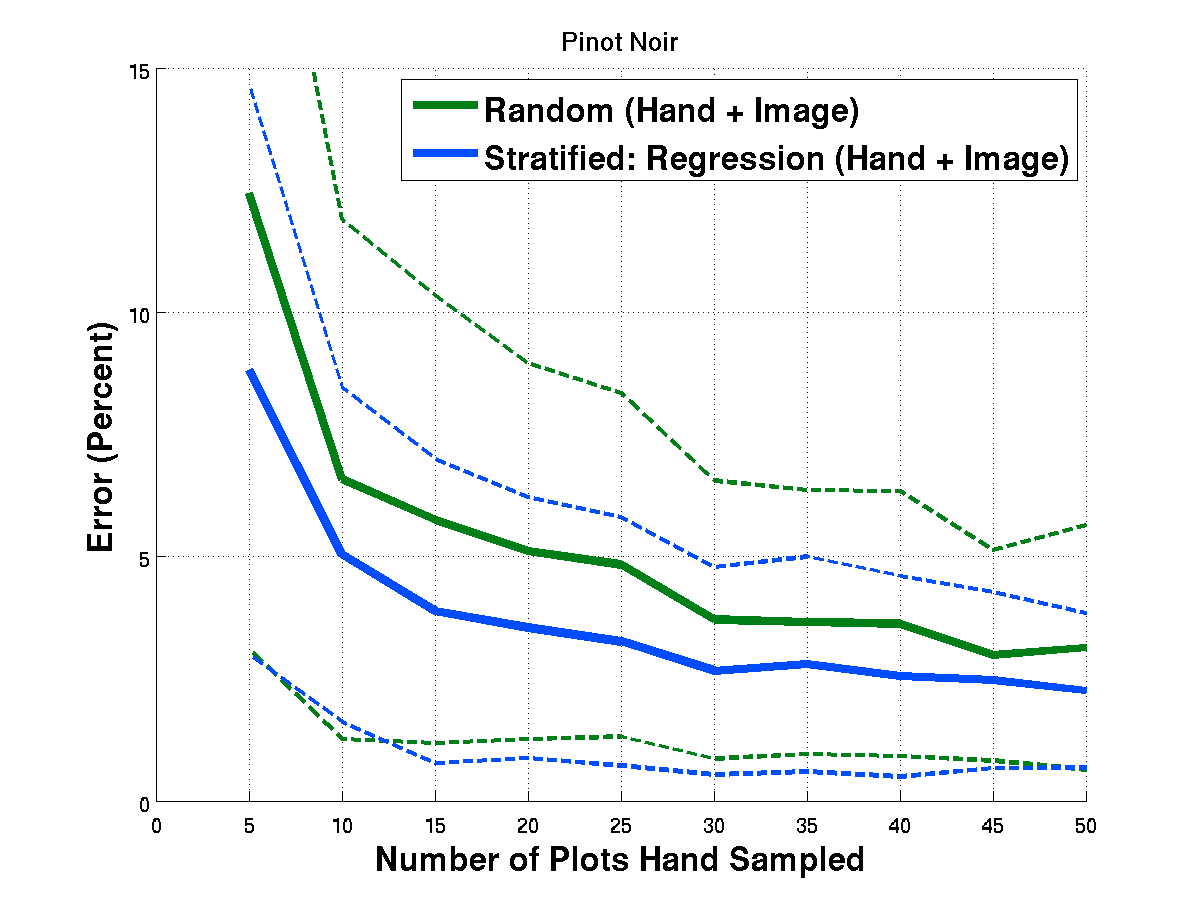 Pinot Noir
15
Random (Hand + Image)
Stratified: Regression (Hand + Image)
10
Error (Percent)
5
0
0 5 10 15 20 25 30 35 40 45 50
Number of Plots Hand Sampled